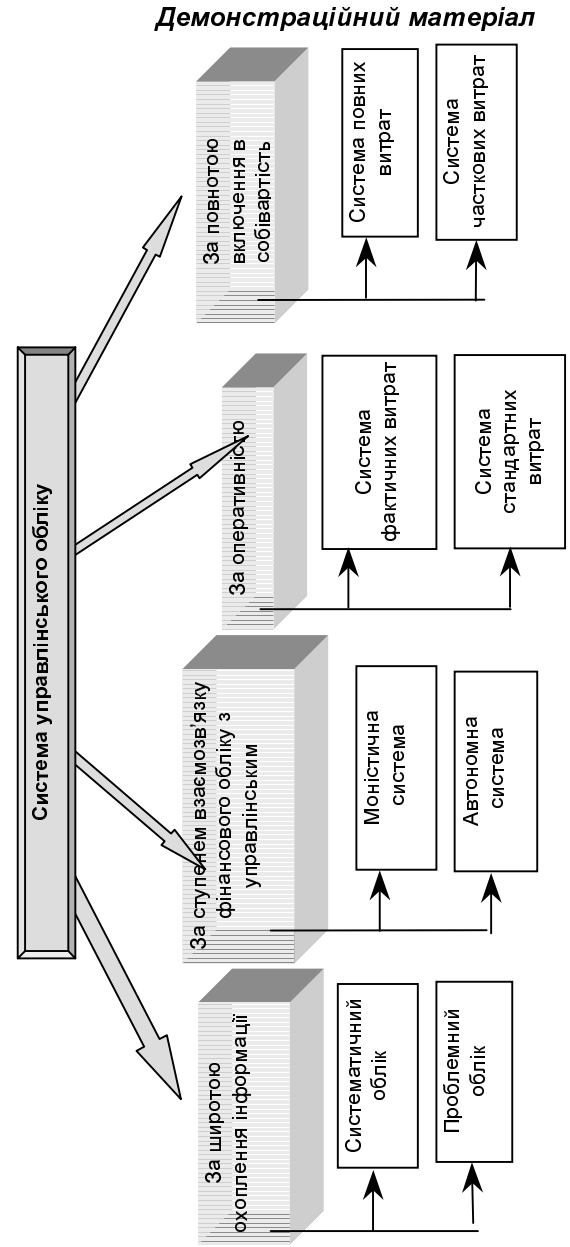 Демонстраційний матеріал
Система управлінського обліку
За широтою
охоплення інформації
Систематичний
облік
Проблемний
облік
За ступенем взаємозв’язку
фінансового обліку з
управлінським
Моністична
система
Автономна
система
За оперативністю
Система
фактичних витрат
Система
стандартних
витрат
За повнотою
включення в
собівартість
Система повних
витрат
Система
часткових витрат